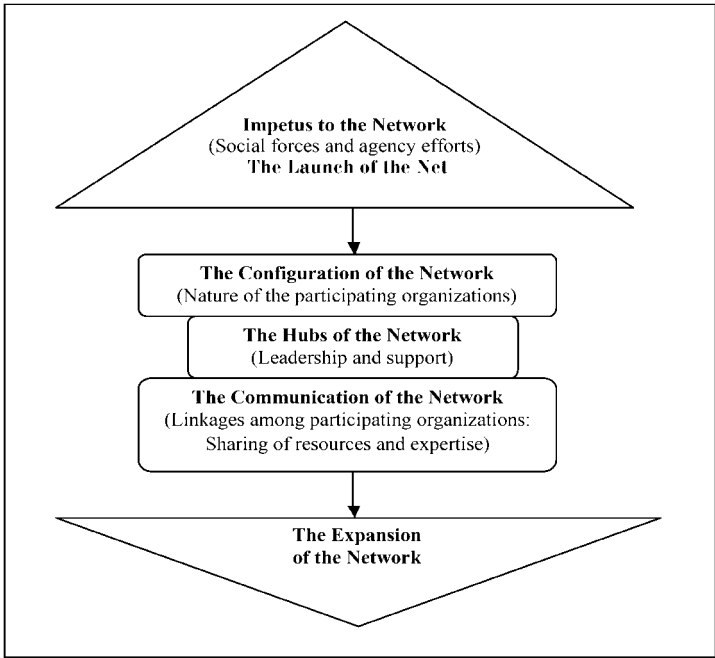 Impetus to the Network
(Social forces and agency efforts)
The Launch of the Net
The Configuration of the Network
(Nature of the participating organizations)
The Hubs of the Network
(Leadership and support)
The Communication of the Network
(Linkages among participating organizations:
Sharing of resources and expertise)
The Expansion
of the Network